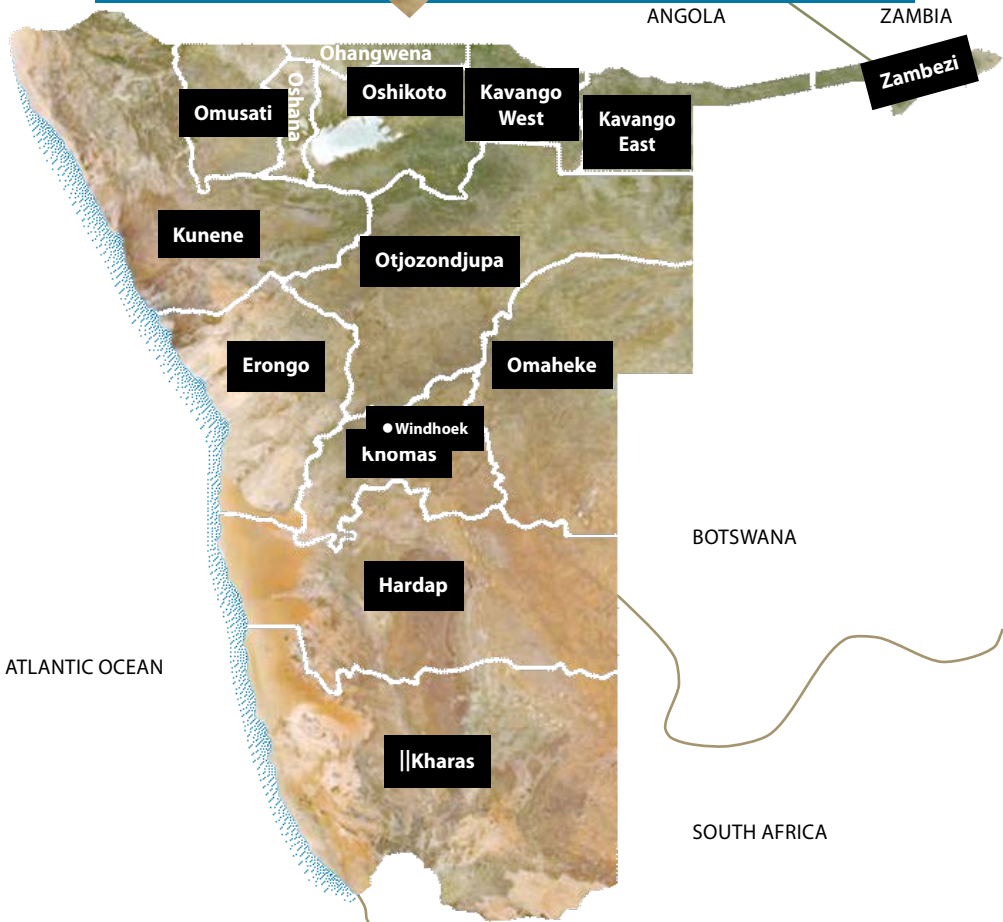 ANGOLA
ZAMBIA
Ohangwena
Zambezi
Oshana
Oshikoto
Kavango
West
Omusati
Kavango
East
Kunene
Otjozondjupa
Erongo
Omaheke
Windhoek
Khomas
BOTSWANA
Hardap
ATLANTIC OCEAN
||Kharas
SOUTH AFRICA